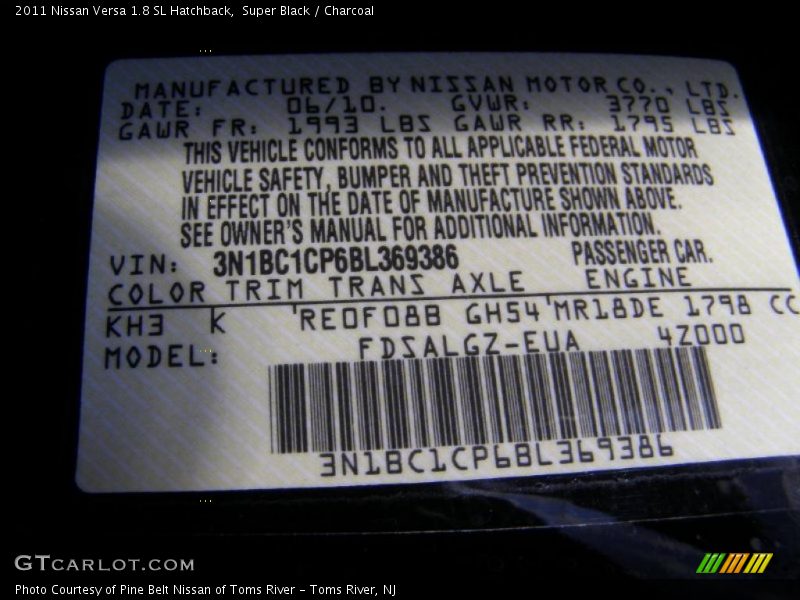 2011 Nissan Versa 1.8 SL Hatchback, Super Black / Charcoal
MANUFACTURED BY NISSAN MOTOR CO., LTD.
DATE: 06/10. GVWR: 3770 LBS
GAWR FR: 1993 LBS GAWR RR: 1795 LBS
THIS VEHICLE CONFORMS TO ALL APPLICABLE FEDERAL MOTOR
VEHICLE SAFETY, BUMPER AND THEFT PREVENTION STANDARDS
IN EFFECT ON THE DATE OF MANUFACTURE SHOWN ABOVE.
SEE OWNER'S MANUAL FOR ADDITIONAL INFORMATION.
VIN: 3N1BC1CP6BL369386 PASSENGER CAR.
COLOR TRIM TRANS AXLE ENGINE
KH3 K 'RE0F08B GH54'MR18DE 1798 CC
MODEL: FDSALGZ-EUA 4Z000
3N1BC1CP6BL369386
GTCARLOT.COM
Photo Courtesy of Pine Belt Nissan of Toms River - Toms River, NJ